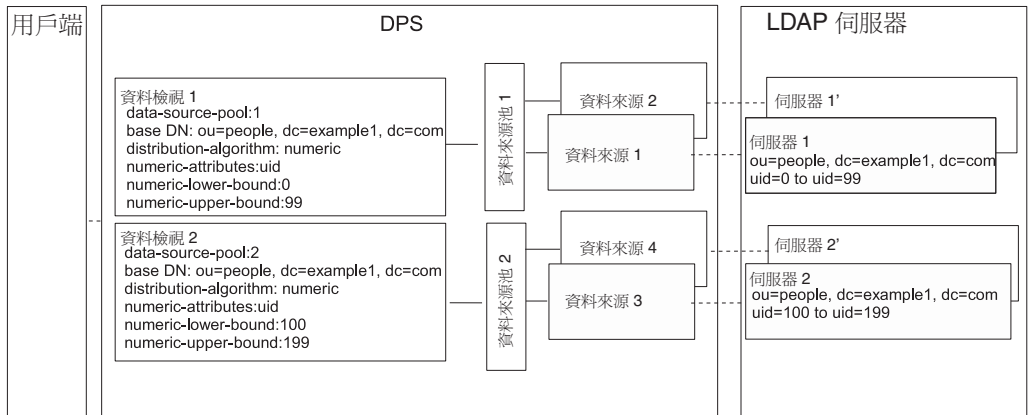 用戶端
DPS
LDAP 伺服器
資料檢視 1
data-source-pool:1
base DN: ou=people, dc=example1, dc=com
distribution-algorithm: numeric
numeric-attributes:uid
numeric-lower-bound:0
numeric-upper-bound:99
資料來源池 1
資料來源 2
資料來源 1
伺服器 1’
伺服器 1
ou=people, dc=example1, dc=com
uid=0 to uid=99
資料檢視 2
data-source-pool:2
base DN: ou=people, dc=example1, dc=com
distribution-algorithm: numeric
numeric-attributes:uid
numeric-lower-bound:100
numeric-upper-bound:199
資料來源池 2
資料來源 4
資料來源 3
伺服器 2’
伺服器 2
ou=people, dc=example1, dc=com
uid=100 to uid=199